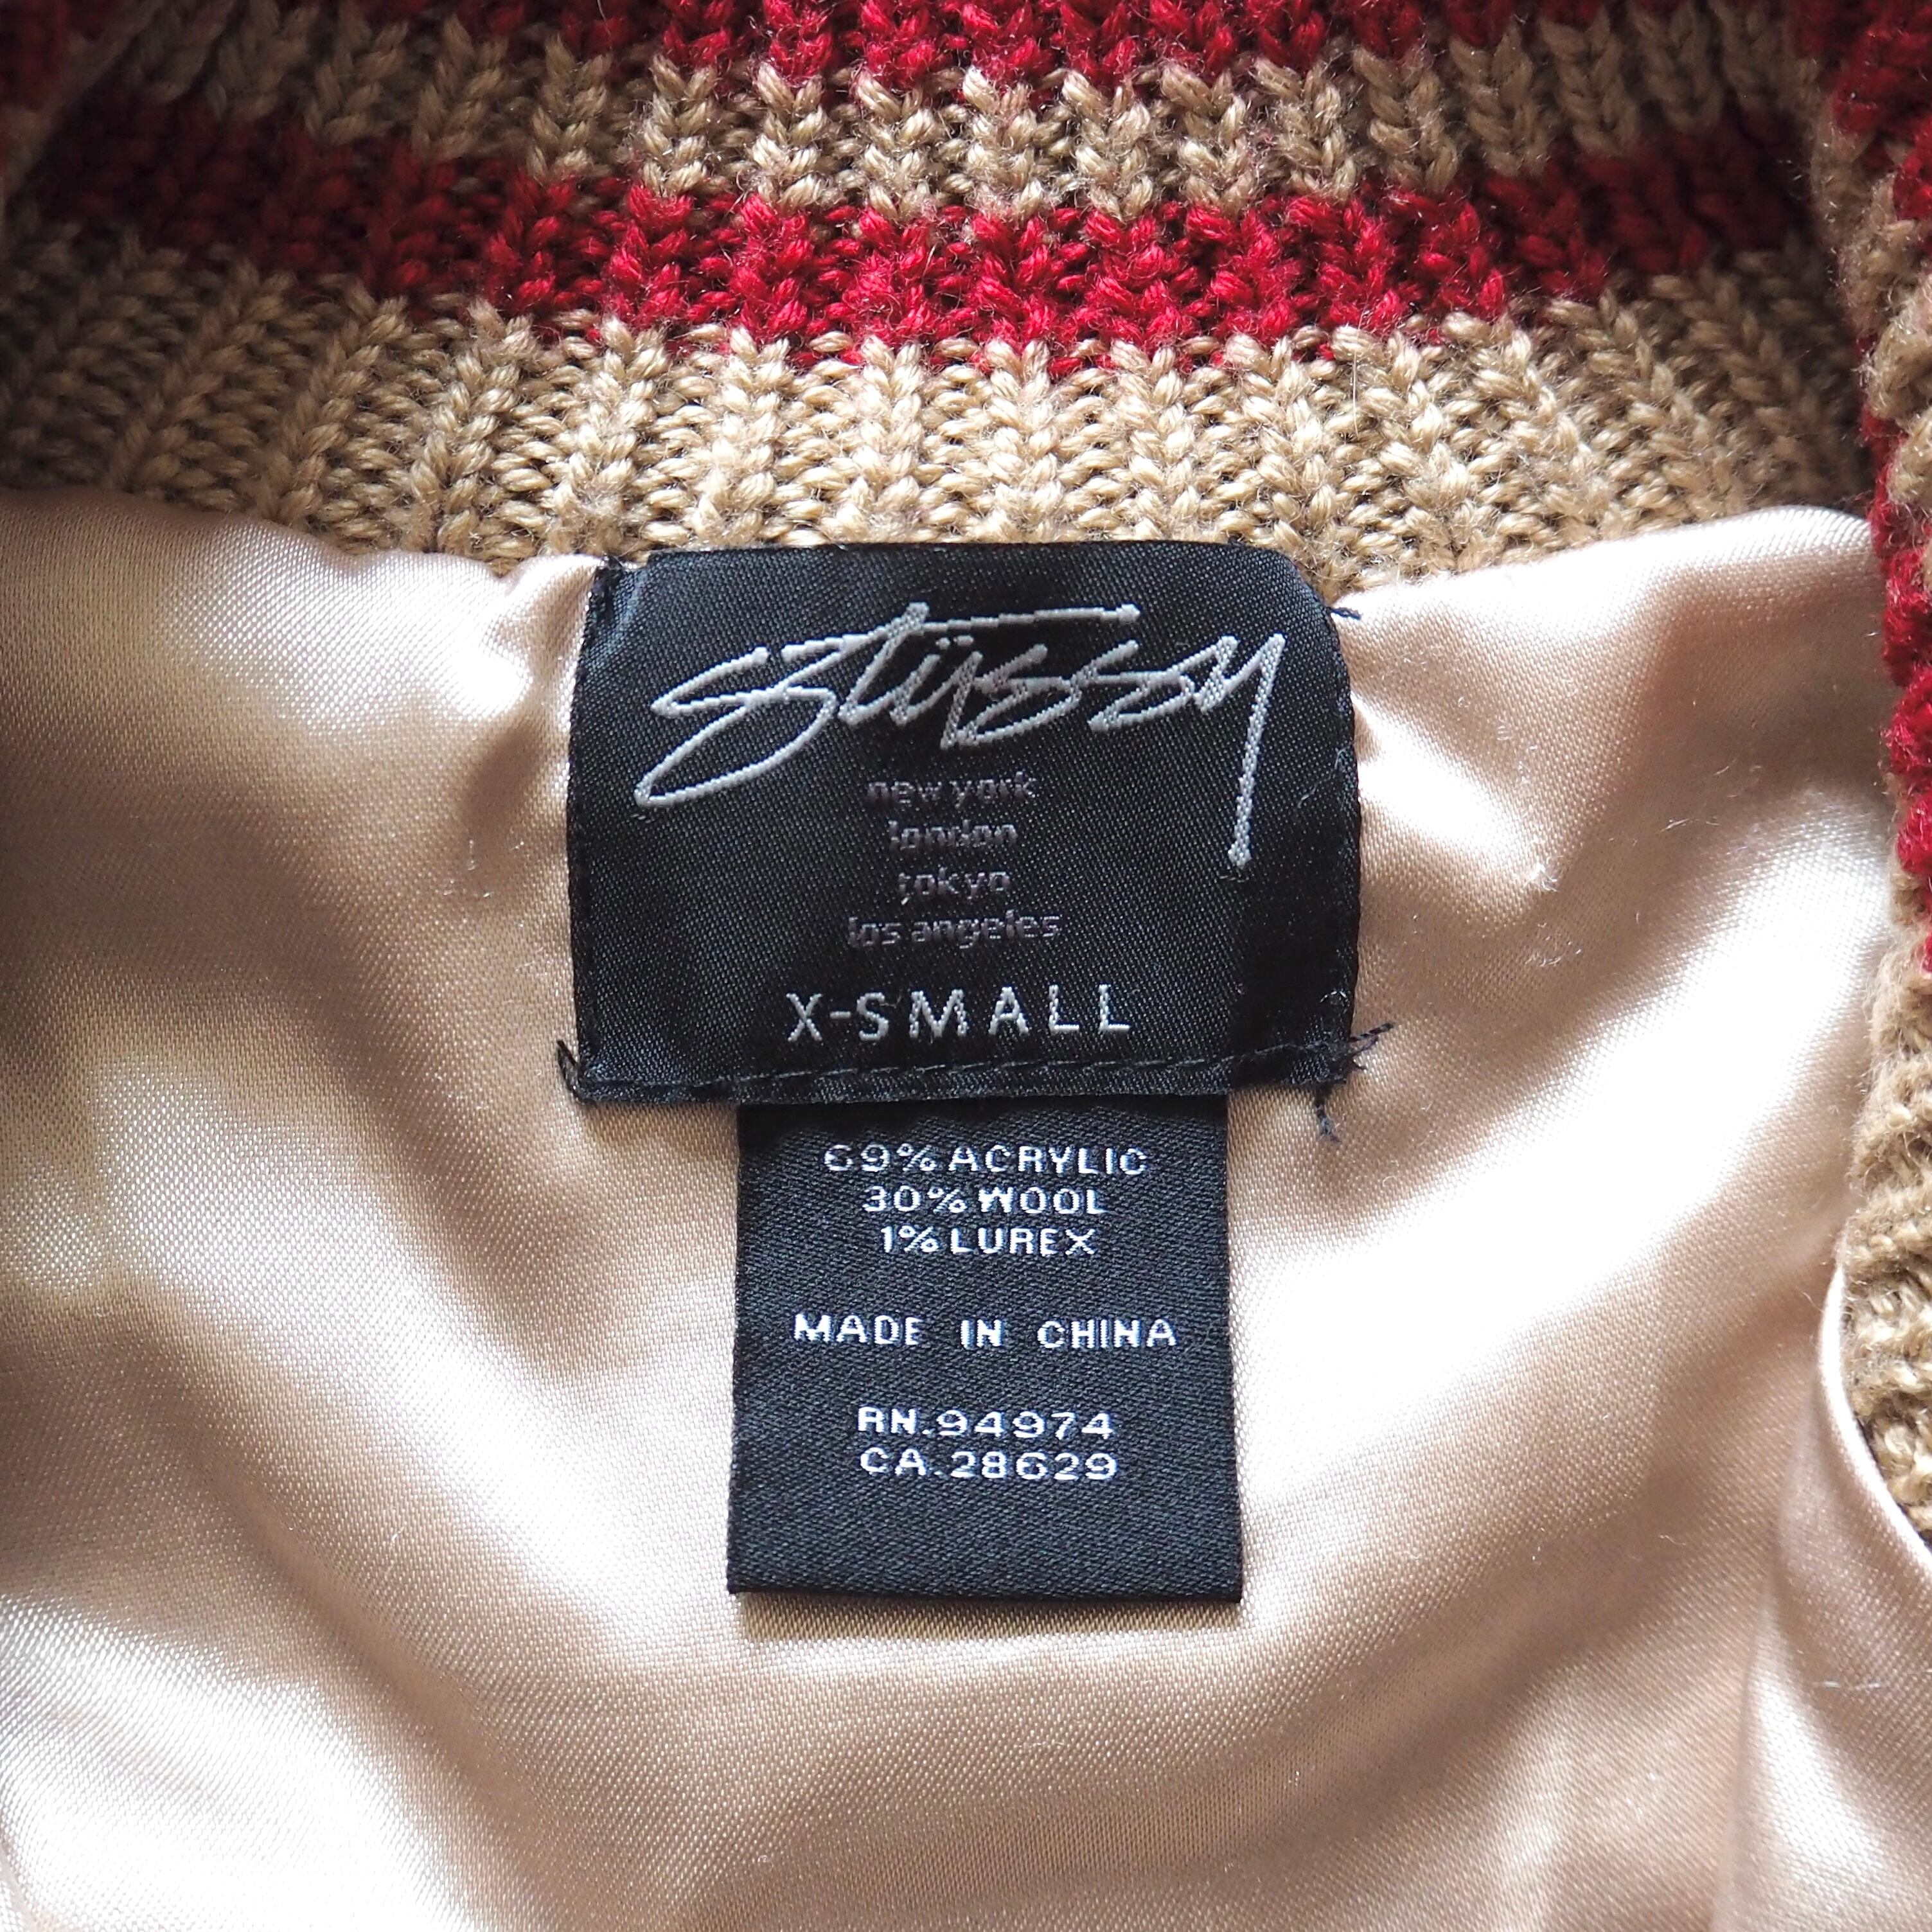 stüssy
new york
london
tokyo
los angeles
X-SMALL
69% ACRYLIC
30% WOOL
1% LUREX
MADE IN CHINA
RN.94974
CA.28629